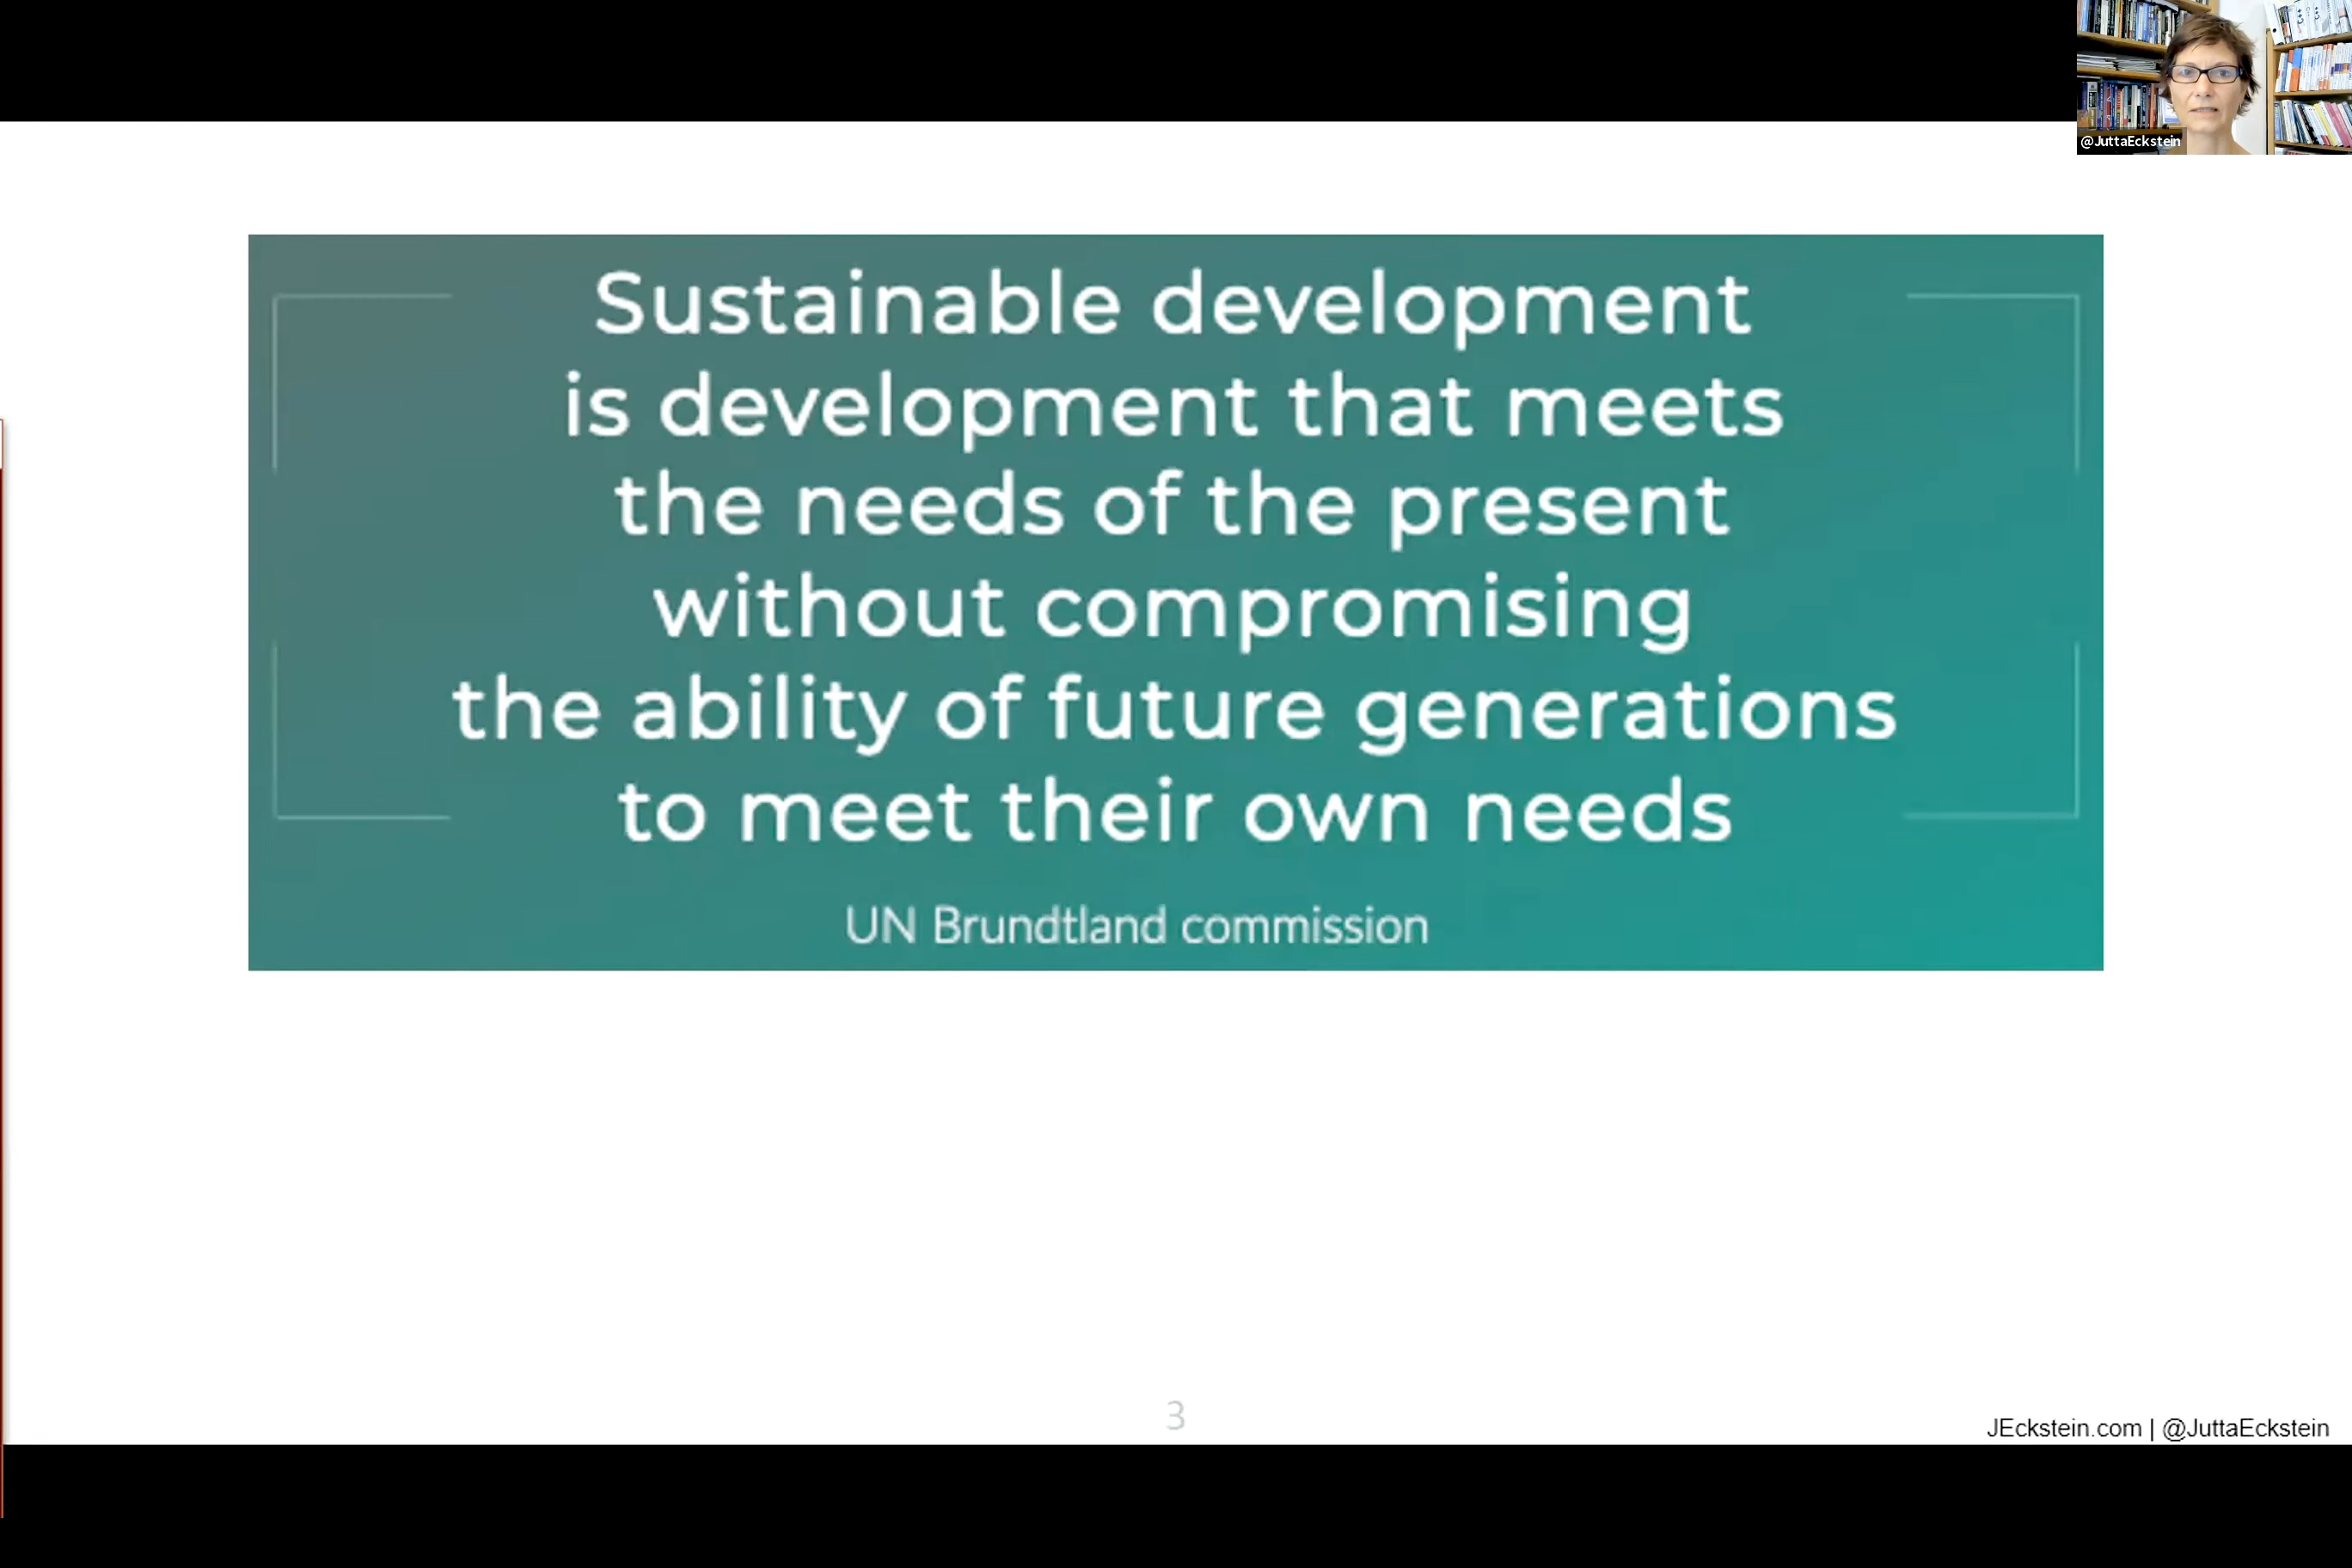 @JuttaEckstein
Sustainable development
is development that meets
the needs of the present
without compromising
the ability of future generations
to meet their own needs
UN Brundtland commission
3
JEckstein.com | @JuttaEckstein